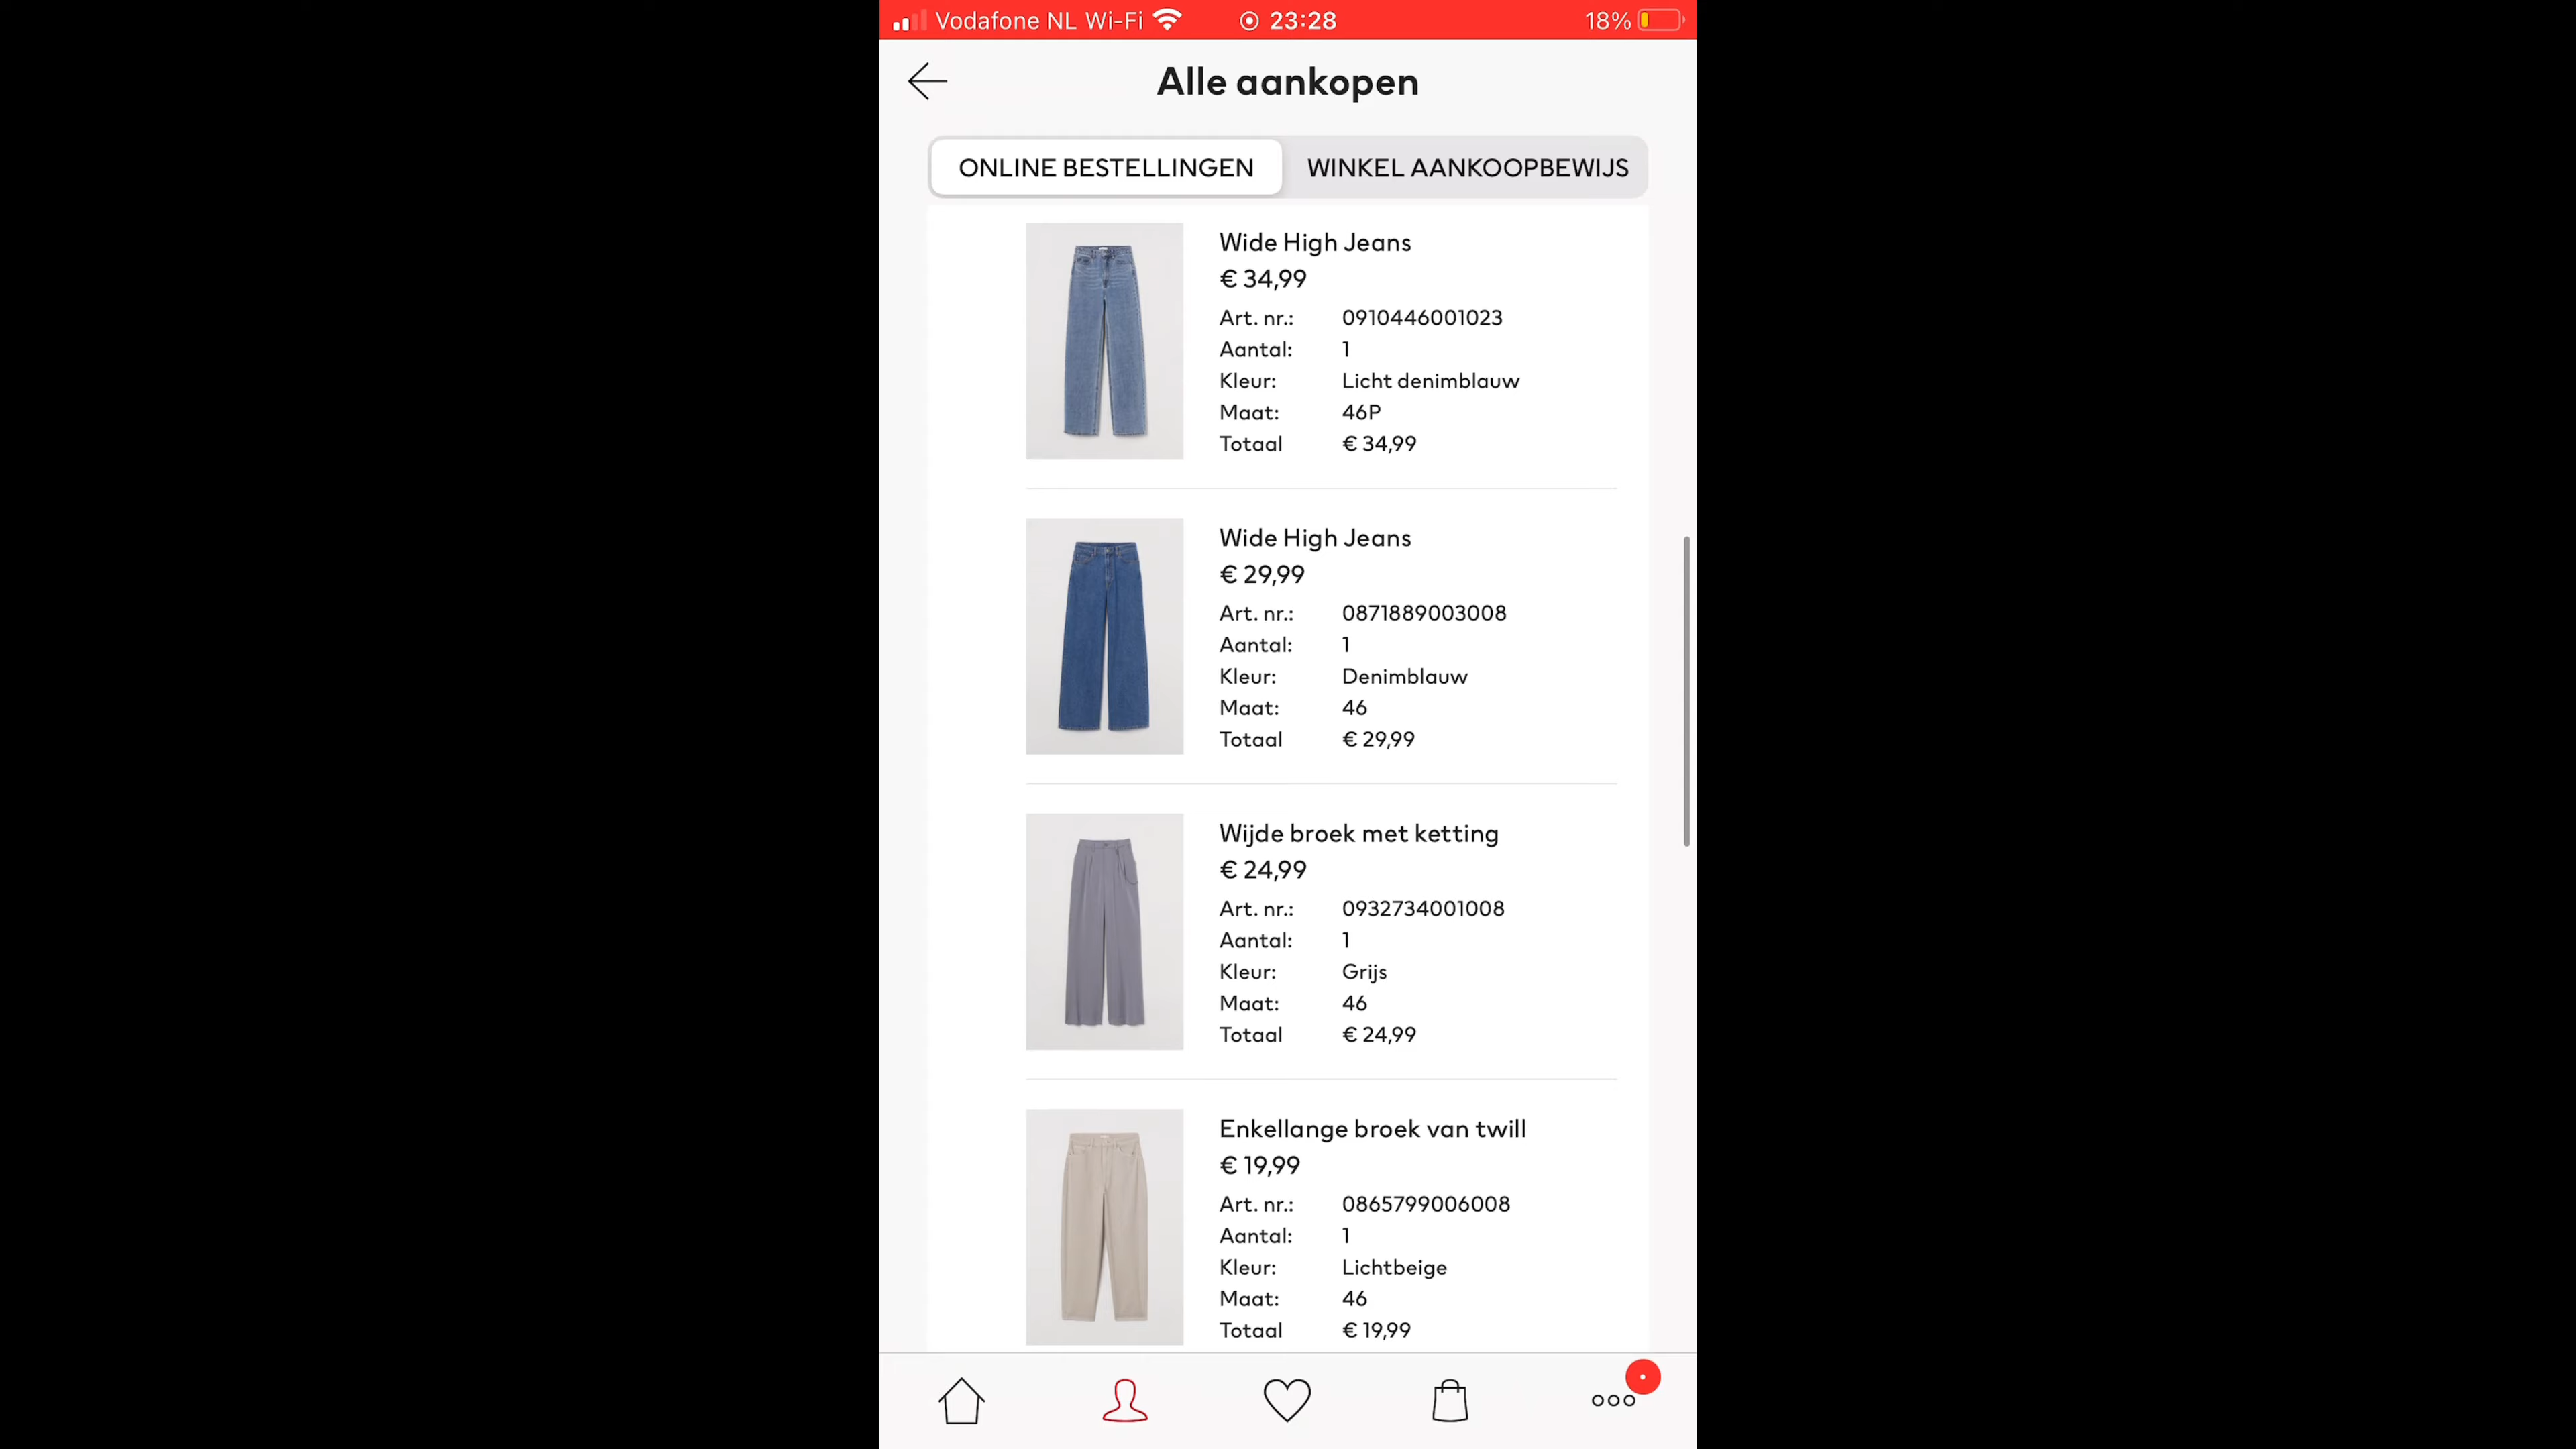 Vodafone NL Wi-Fi 23:28 18%
Alle aankopen
ONLINE BESTELLINGEN WINKEL AANKOOPBEWIJS
Wide High Jeans
€ 34,99
Art. nr.: 0910446001023
Aantal: 1
Kleur: Licht denimblauw
Maat: 46P
Totaal € 34,99
Wide High Jeans
€ 29,99
Art. nr.: 0871889003008
Aantal: 1
Kleur: Denimblauw
Maat: 46
Totaal € 29,99
Wijde broek met ketting
€ 24,99
Art. nr.: 0932734001008
Aantal: 1
Kleur: Grijs
Maat: 46
Totaal € 24,99
Enkellange broek van twill
€ 19,99
Art. nr.: 0865799006008
Aantal: 1
Kleur: Lichtbeige
Maat: 46
Totaal € 19,99